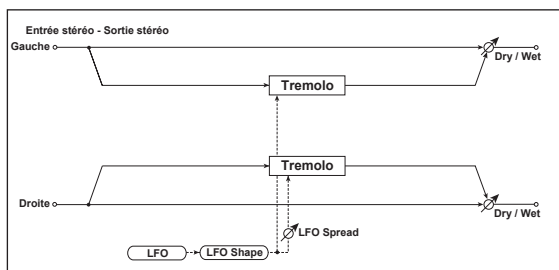 Entrée stéréo - Sortie stéréo
Gauche
Dry / Wet
Tremolo
Tremolo
Droite
Dry / Wet
LFO Spread
LFO
LFO Shape